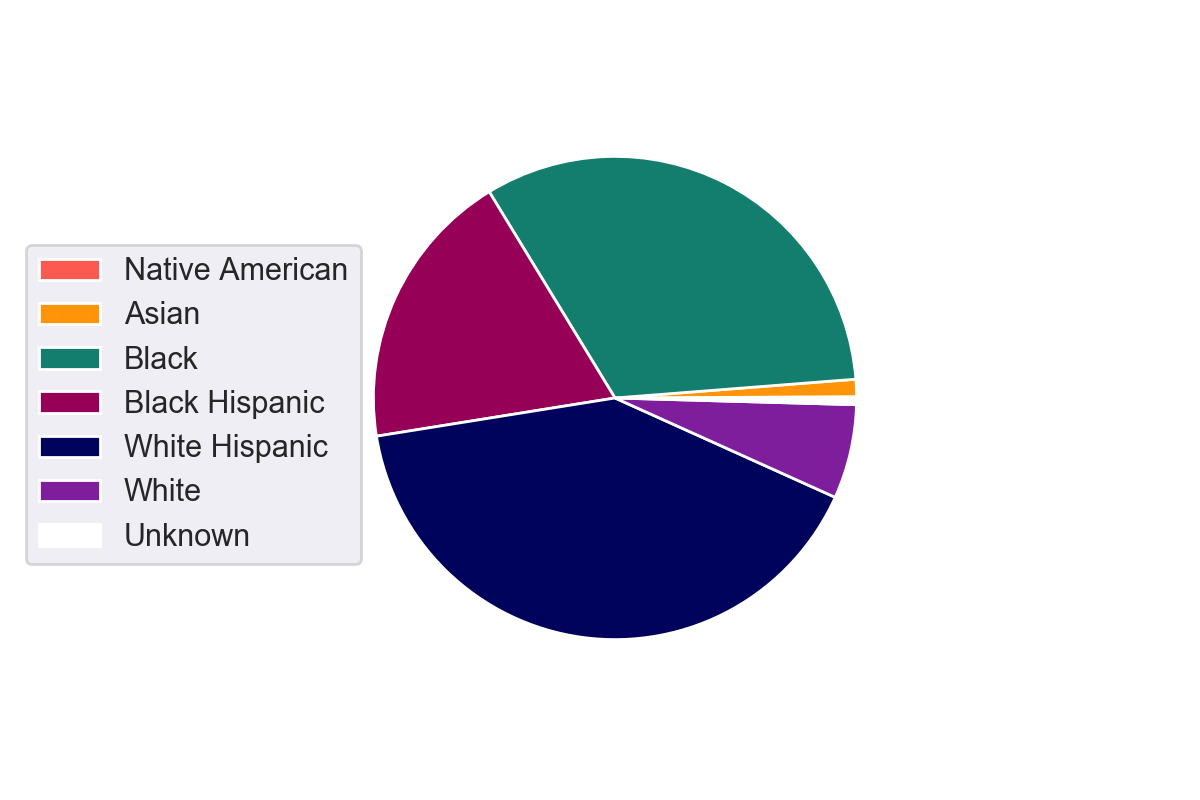 Native American
Asian
Black
Black Hispanic
White Hispanic
White
Unknown